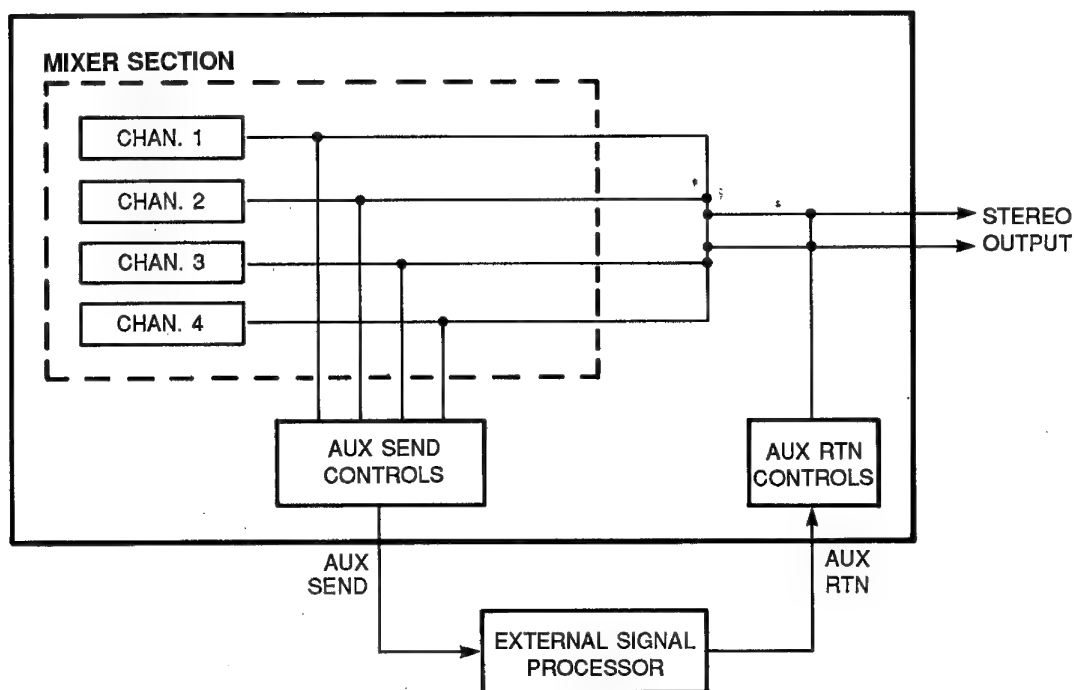 MIXER SECTION
CHAN. 1
CHAN. 2
CHAN. 3
CHAN. 4
STEREO
OUTPUT
AUX SEND
CONTROLS
AUX RTN
CONTROLS
AUX
SEND
AUX
RTN
EXTERNAL SIGNAL
PROCESSOR